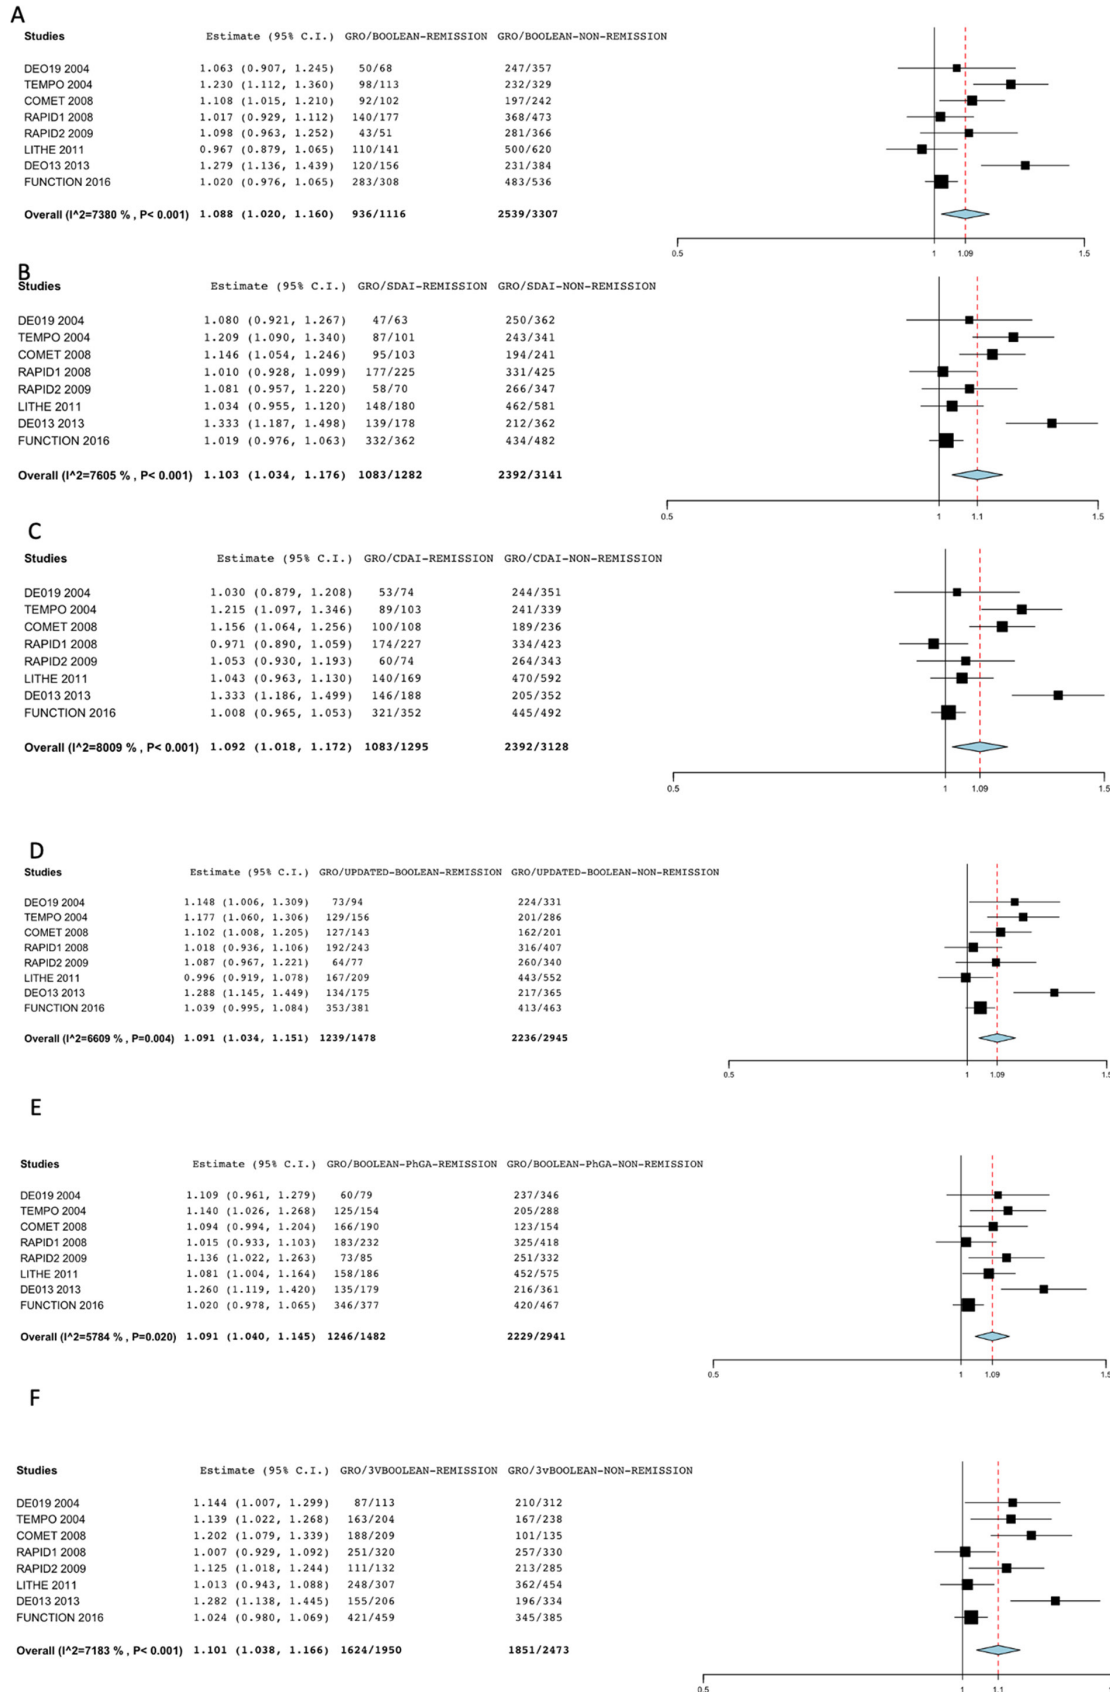 A
Studies Estimate (95% C.I.) GRO/BOOLEAN-REMISSION GRO/BOOLEAN-NON-REMISSION
DEO19 2004 1.063 (0.907, 1.245) 50/68 247/357
TEMPO 2004 1.230 (1.112, 1.360) 98/113 232/329
COMET 2008 1.108 (1.015, 1.210) 92/102 197/242
RAPID1 2008 1.017 (0.929, 1.112) 140/177 368/473
RAPID2 2009 1.098 (0.963, 1.252) 43/51 281/366
LITHE 2011 0.967 (0.879, 1.065) 110/141 500/620
DEO13 2013 1.279 (1.136, 1.439) 120/156 231/384
FUNCTION 2016 1.020 (0.976, 1.065) 283/308 483/536
Overall (I^2=7380 % , P< 0.001) 1.088 (1.020, 1.160) 936/1116 2539/3307
0.5 1 1.09 1.5
B
Studies Estimate (95% C.I.) GRO/SDAI-REMISSION GRO/SDAI-NON-REMISSION
DE019 2004 1.080 (0.921, 1.267) 47/63 250/362
TEMPO 2004 1.209 (1.090, 1.340) 87/101 243/341
COMET 2008 1.146 (1.054, 1.246) 95/103 194/241
RAPID1 2008 1.010 (0.928, 1.099) 177/225 331/425
RAPID2 2009 1.081 (0.957, 1.220) 58/70 266/347
LITHE 2011 1.034 (0.955, 1.120) 148/180 462/581
DE013 2013 1.333 (1.187, 1.498) 139/178 212/362
FUNCTION 2016 1.019 (0.976, 1.063) 332/362 434/482
Overall (I^2=7605 % , P< 0.001) 1.103 (1.034, 1.176) 1083/1282 2392/3141
0.5 1 1.1 1.5
C
Studies Estimate (95% C.I.) GRO/CDAI-REMISSION GRO/CDAI-NON-REMISSION
DE019 2004 1.030 (0.879, 1.208) 53/74 244/351
TEMPO 2004 1.215 (1.097, 1.346) 89/103 241/339
COMET 2008 1.156 (1.064, 1.256) 100/108 189/236
RAPID1 2008 0.971 (0.890, 1.059) 174/227 334/423
RAPID2 2009 1.053 (0.930, 1.193) 60/74 264/343
LITHE 2011 1.043 (0.963, 1.130) 140/169 470/592
DE013 2013 1.333 (1.186, 1.499) 146/188 205/352
FUNCTION 2016 1.008 (0.965, 1.053) 321/352 445/492
Overall (I^2=8009 % , P< 0.001) 1.092 (1.018, 1.172) 1083/1295 2392/3128
0.5 1 1.09 1.5
D
Studies Estimate (95% C.I.) GRO/UPDATED-BOOLEAN-REMISSION GRO/UPDATED-BOOLEAN-NON-REMISSION
DEO19 2004 1.148 (1.006, 1.309) 73/94 224/331
TEMPO 2004 1.177 (1.060, 1.306) 129/156 201/286
COMET 2008 1.102 (1.008, 1.205) 127/143 162/201
RAPID1 2008 1.018 (0.936, 1.106) 192/243 316/407
RAPID2 2009 1.087 (0.967, 1.221) 64/77 260/340
LITHE 2011 0.996 (0.919, 1.078) 167/209 443/552
DEO13 2013 1.288 (1.145, 1.449) 134/175 217/365
FUNCTION 2016 1.039 (0.995, 1.084) 353/381 413/463
Overall (I^2=6609 % , P=0.004) 1.091 (1.034, 1.151) 1239/1478 2236/2945
0.5 1 1.09 1.5
E
Studies Estimate (95% C.I.) GRO/BOOLEAN-PhGA-REMISSION GRO/BOOLEAN-PhGA-NON-REMISSION
DE019 2004 1.109 (0.961, 1.279) 60/79 237/346
TEMPO 2004 1.140 (1.026, 1.268) 125/154 205/288
COMET 2008 1.094 (0.994, 1.204) 166/190 123/154
RAPID1 2008 1.015 (0.933, 1.103) 183/232 325/418
RAPID2 2009 1.136 (1.022, 1.263) 73/85 251/332
LITHE 2011 1.081 (1.004, 1.164) 158/186 452/575
DE013 2013 1.260 (1.119, 1.420) 135/179 216/361
FUNCTION 2016 1.020 (0.978, 1.065) 346/377 420/467
Overall (I^2=5784 % , P=0.020) 1.091 (1.040, 1.145) 1246/1482 2229/2941
0.5 1 1.09 1.5
F
Studies Estimate (95% C.I.) GRO/3VBOOLEAN-REMISSION GRO/3vBOOLEAN-NON-REMISSION
DE019 2004 1.144 (1.007, 1.299) 87/113 210/312
TEMPO 2004 1.139 (1.022, 1.268) 163/204 167/238
COMET 2008 1.202 (1.079, 1.339) 188/209 101/135
RAPID1 2008 1.007 (0.929, 1.092) 251/320 257/330
RAPID2 2009 1.125 (1.018, 1.244) 111/132 213/285
LITHE 2011 1.013 (0.943, 1.088) 248/307 362/454
DE013 2013 1.282 (1.138, 1.445) 155/206 196/334
FUNCTION 2016 1.024 (0.980, 1.069) 421/459 345/385
Overall (I^2=7183 % , P< 0.001) 1.101 (1.038, 1.166) 1624/1950 1851/2473
0.5 1 1.1